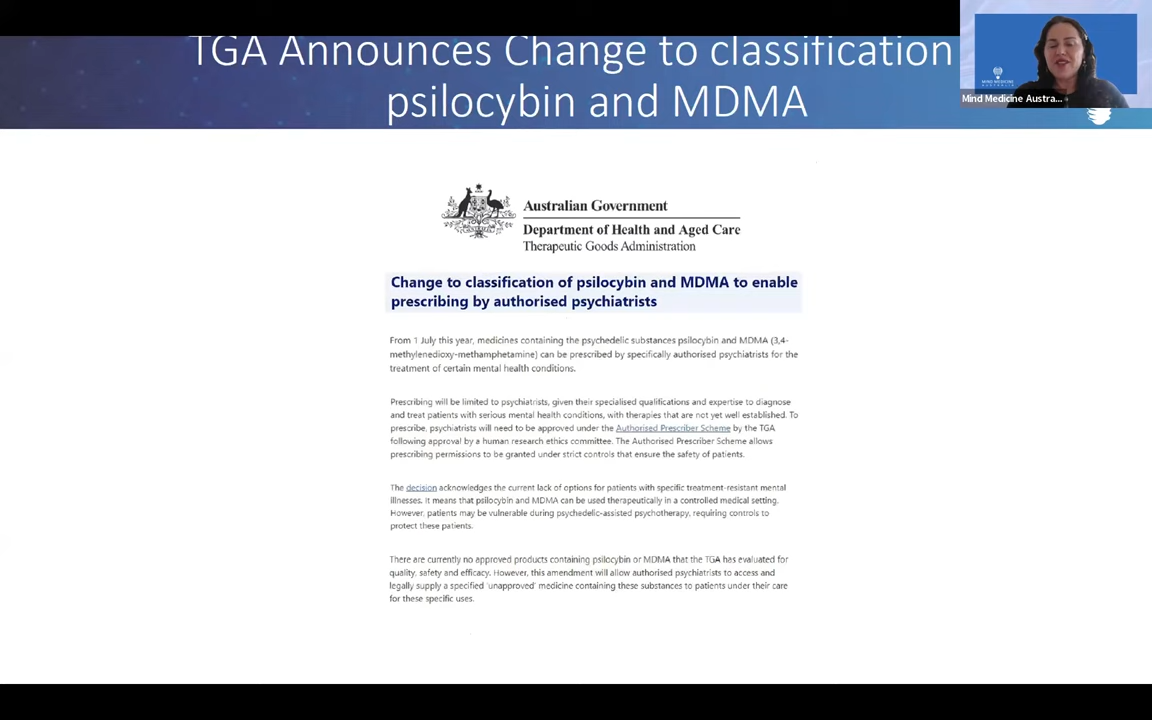 TGA Announces Change to classification
psilocybin and MDMA
MIND MEDICINE
Mind Medicine Austra...
Australian Government
Department of Health and Aged Care
Therapeutic Goods Administration
Change to classification of psilocybin and MDMA to enable
prescribing by authorised psychiatrists
From 1 July this year, medicines containing the psychedelic substances psilocybin and MDMA (3,4-
methylenedioxy-methamphetamine) can be prescribed by specifically authorised psychiatrists for the
treatment of certain mental health conditions.
Prescribing will be limited to psychiatrists, given their specialised qualifications and expertise to diagnose
and treat patients with serious mental health conditions, with therapies that are not yet well established. To
prescribe, psychiatrists will need to be approved under the Authorised Prescriber Scheme by the TGA
following approval by a human research ethics committee. The Authorised Prescriber Scheme allows
prescribing permissions to be granted under strict controls that ensure the safety of patients.
The decision acknowledges the current lack of options for patients with specific treatment-resistant mental
illnesses. It means that psilocybin and MDMA can be used therapeutically in a controlled medical setting.
However, patients may be vulnerable during psychedelic-assisted psychotherapy, requiring controls to
protect these patients.
There are currently no approved products containing psilocybin or MDMA that the TGA has evaluated for
quality, safety and efficacy. However, this amendment will allow authorised psychiatrists to access and
legally supply a specified 'unapproved' medicine containing these substances to patients under their care
for these specific uses.